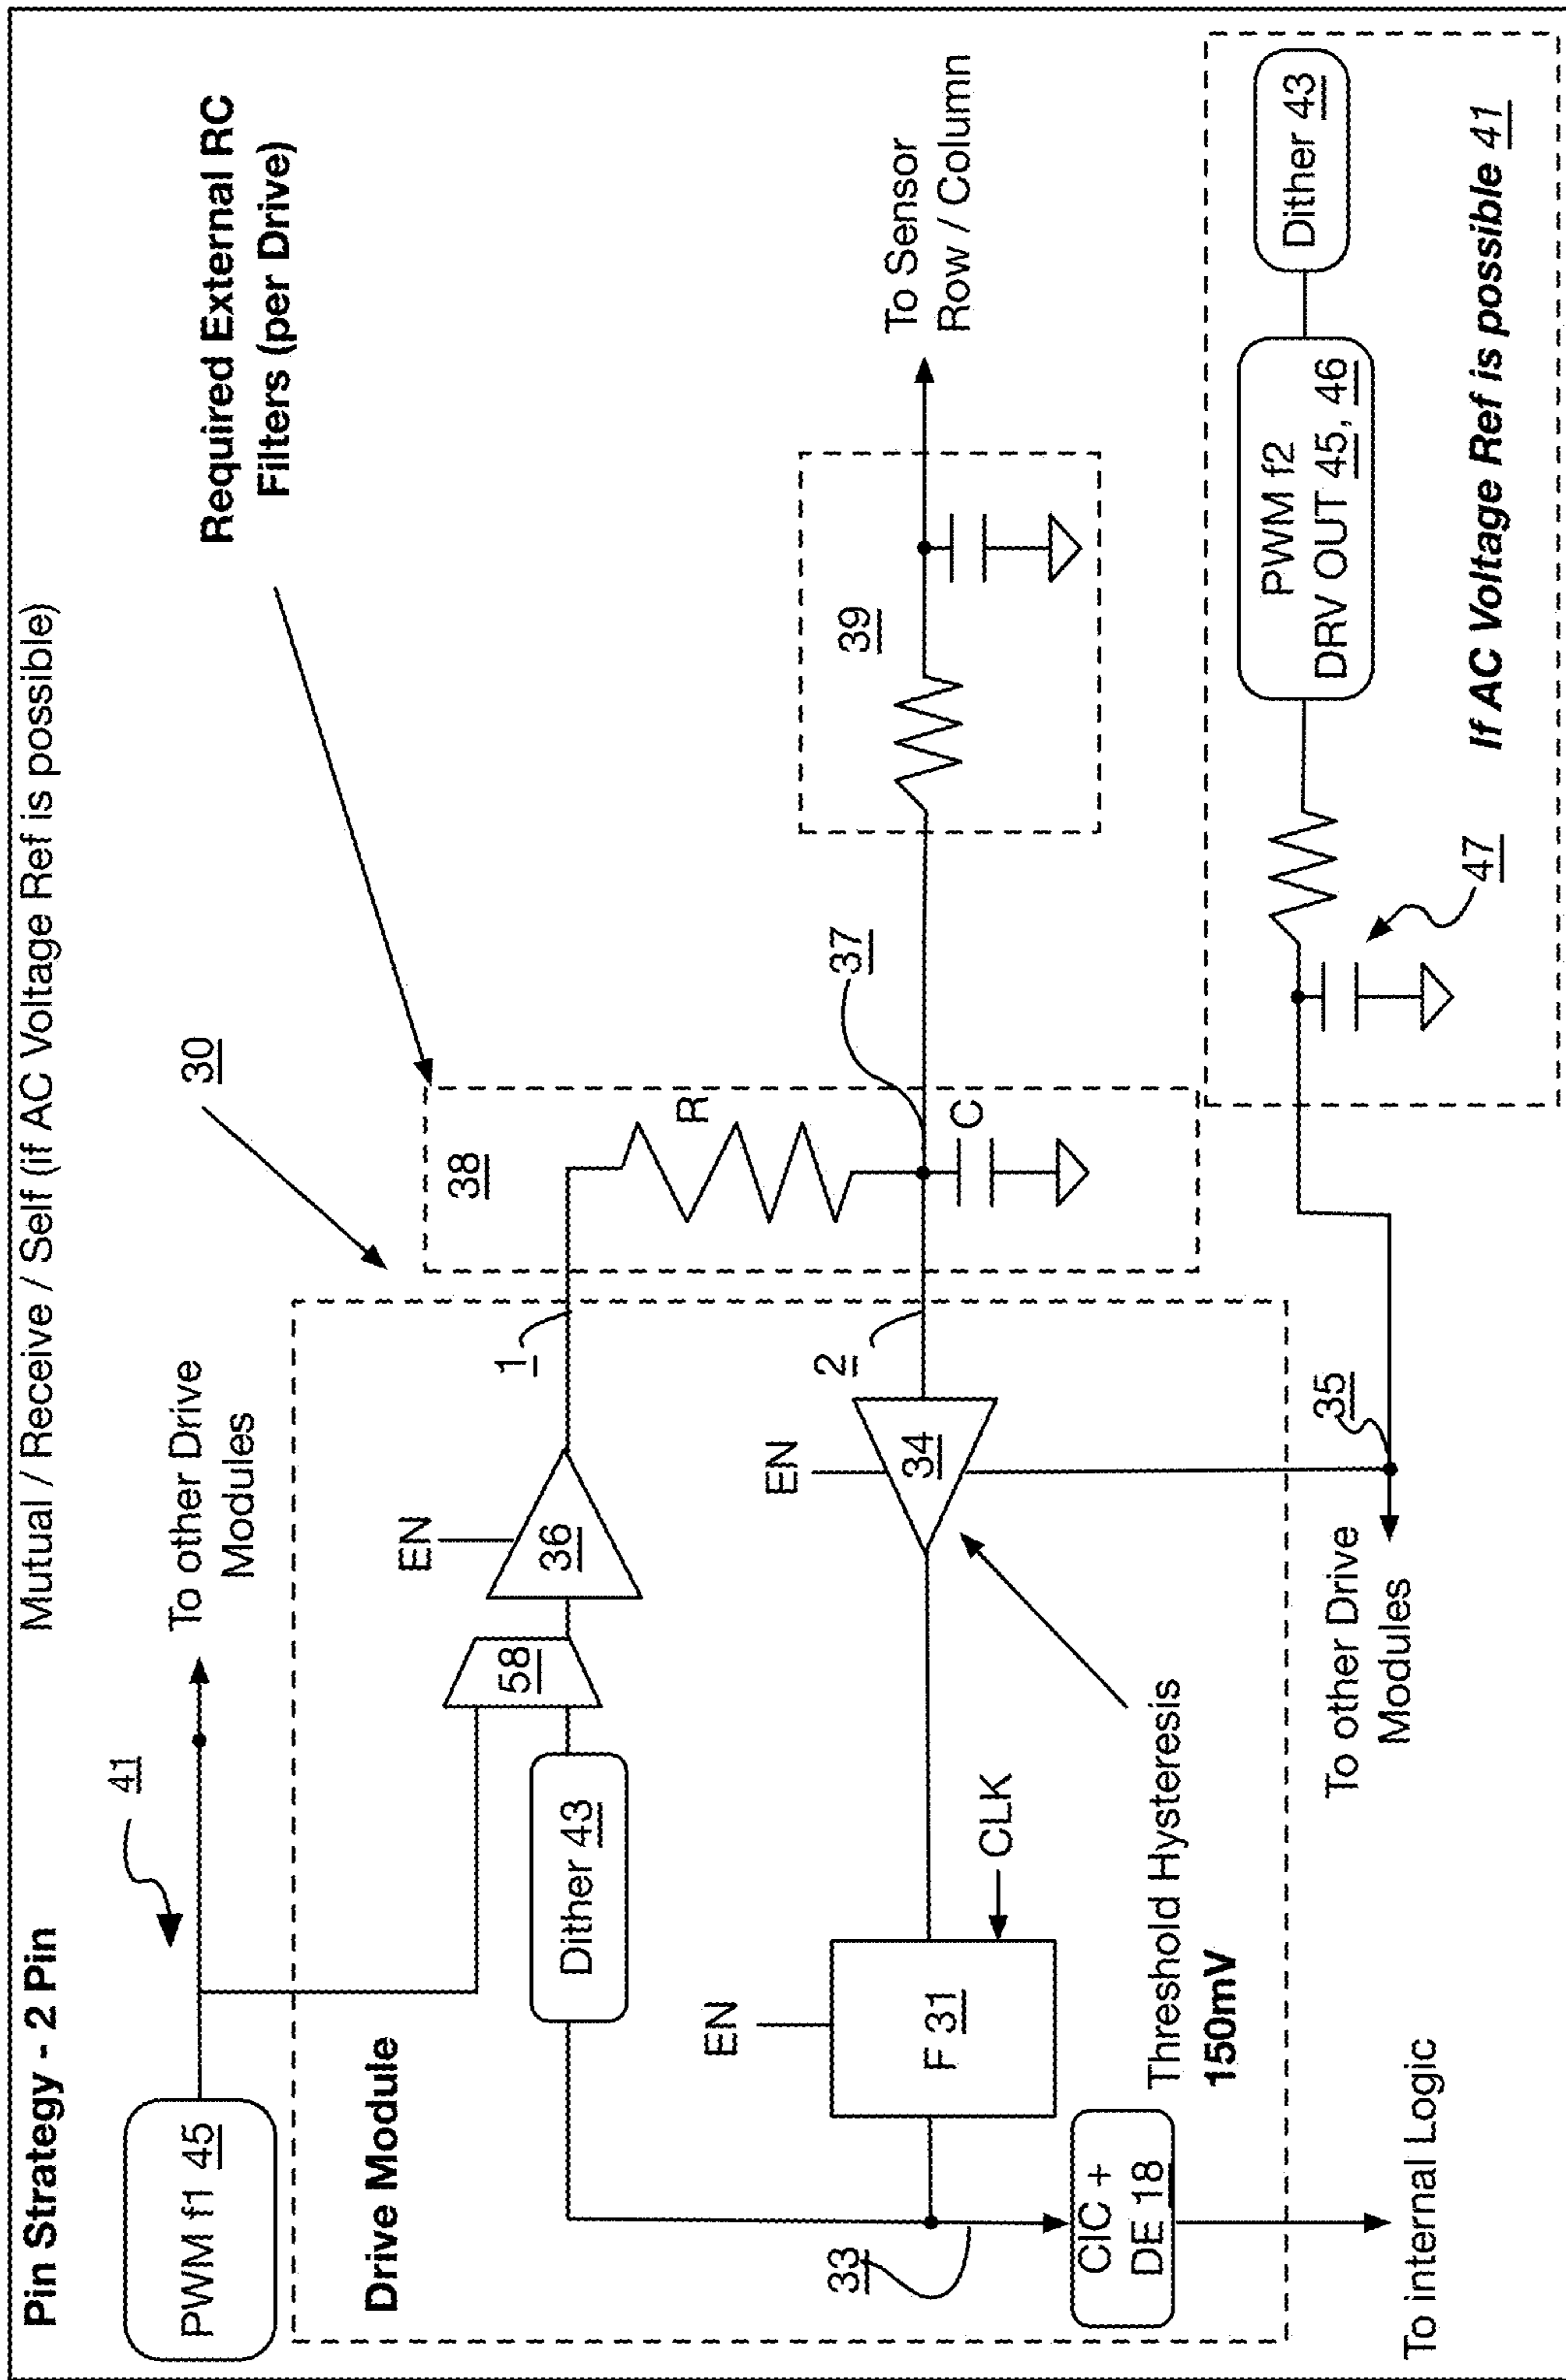 Pin Strategy - 2 Pin
Mutual / Receive / Self (if AC Voltage Ref is possible)
PWM f1 45
41
To other Drive
Modules
30
Required External RC
Filters (per Drive)
Drive Module
Dither 43
58
EN
36
1
38
R
37
C
39
To Sensor
Row / Column
EN
F 31
CLK
EN
34
2
33
CIC +
DE 18
Threshold Hysteresis
150mV
To internal Logic
To other Drive
Modules
35
47
PWM f2
DRV OUT 45, 46
Dither 43
If AC Voltage Ref is possible 41